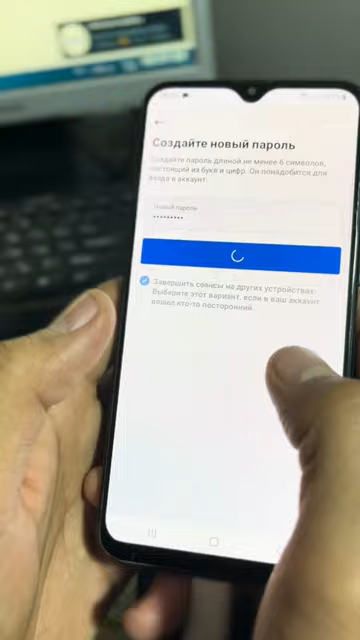 Создайте новый пароль
Создайте пароль длиной не менее 6 символов,
состоящий из букв и цифр. Он понадобится для
входа в аккаунт.
Новый пароль
•••••••••
Завершить сеансы на других устройствах.
Выберите этот вариант, если в ваш аккаунт
вошел кто-то посторонний.